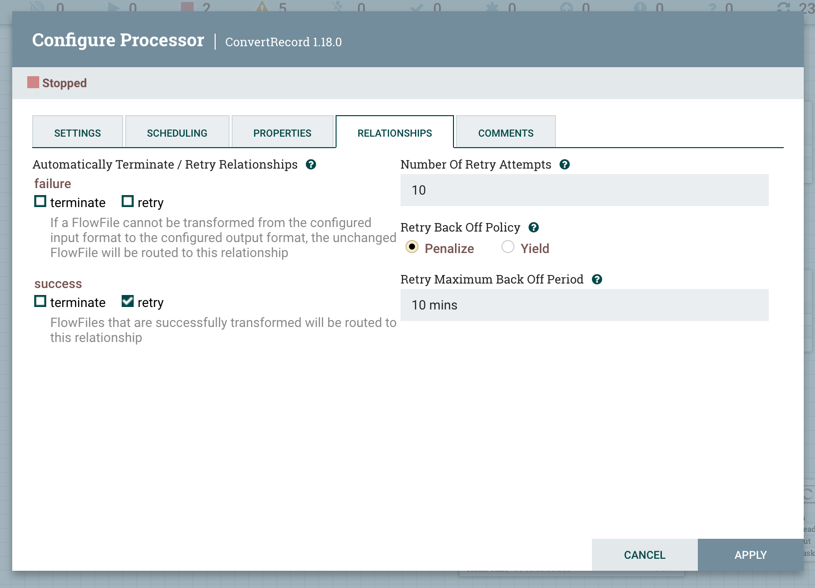 0 0 2 5 0 0 0 0 0 0 23
Configure Processor | ConvertRecord 1.18.0
Stopped
SETTINGS SCHEDULING PROPERTIES RELATIONSHIPS COMMENTS
Automatically Terminate / Retry Relationships
failure
terminate retry
If a FlowFile cannot be transformed from the configured
input format to the configured output format, the unchanged
FlowFile will be routed to this relationship
success
terminate retry
FlowFiles that are successfully transformed will be routed to
this relationship
Number Of Retry Attempts
10
Retry Back Off Policy
Penalize Yield
Retry Maximum Back Off Period
10 mins
CANCEL APPLY